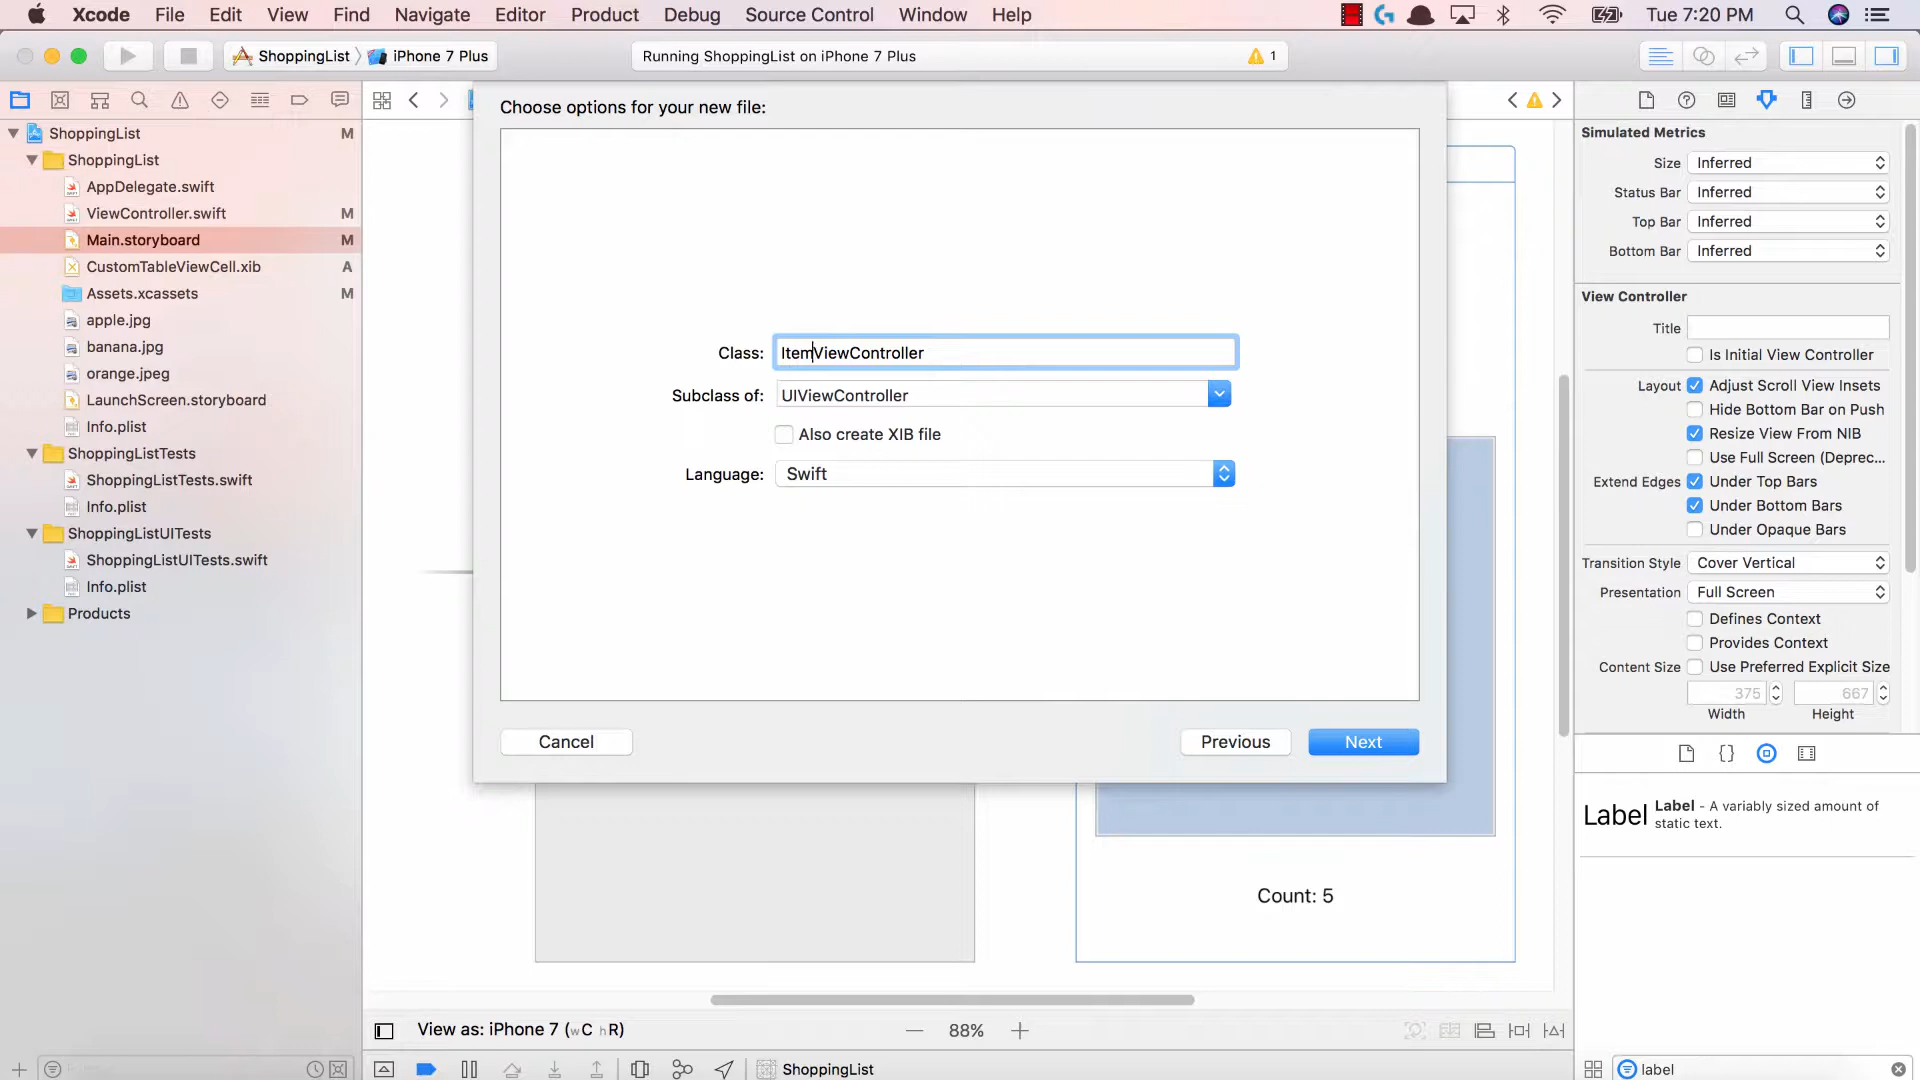 Xcode File Edit View Find Navigate Editor Product Debug Source Control Window Help Tue 7:20 PM
ShoppingList iPhone 7 Plus Running ShoppingList on iPhone 7 Plus 1
Choose options for your new file:
ShoppingList M
ShoppingList
AppDelegate.swift
ViewController.swift M
Main.storyboard M
CustomTableViewCell.xib A
Assets.xcassets M
apple.jpg
banana.jpg
orange.jpeg
LaunchScreen.storyboard
Info.plist
ShoppingListTests
ShoppingListTests.swift
Info.plist
ShoppingListUITests
ShoppingListUITests.swift
Info.plist
Products
Class: ItemViewController
Subclass of: UIViewController
Also create XIB file
Language: Swift
Cancel Previous Next
Count: 5
View as: iPhone 7 (wC hR) 88%
ShoppingList
Simulated Metrics
Size Inferred
Status Bar Inferred
Top Bar Inferred
Bottom Bar Inferred
View Controller
Title
Is Initial View Controller
Layout Adjust Scroll View Insets
Hide Bottom Bar on Push
Resize View From NIB
Use Full Screen (Deprec...
Extend Edges Under Top Bars
Under Bottom Bars
Under Opaque Bars
Transition Style Cover Vertical
Presentation Full Screen
Defines Context
Provides Context
Content Size Use Preferred Explicit Size
375 667
Width Height
Label Label - A variably sized amount of
static text.
label